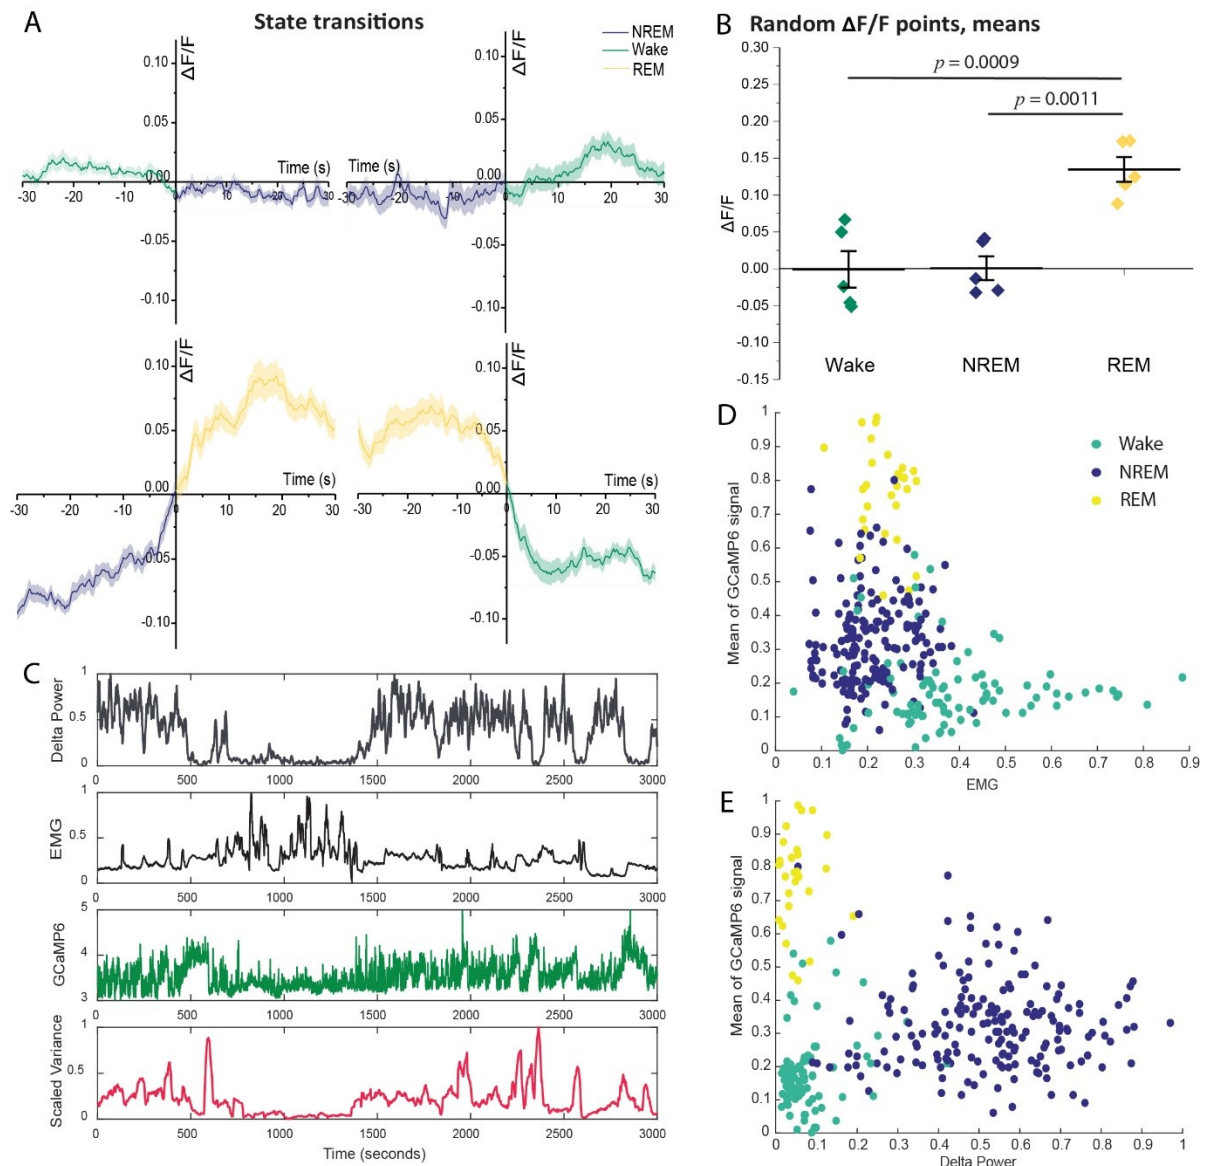 A
State transitions
NREM
Wake
REM
ΔF/F
0.10
0.05
0.00
-0.05
-0.10
Time (s)
-30 -20 -10 0 10 20 30
ΔF/F
0.10
0.05
0.00
-0.05
-0.10
Time (s)
-30 -20 -10 0 10 20 30
ΔF/F
0.10
0.05
0.00
-0.05
-0.10
Time (s)
-30 -20 -10 0 10 20 30
ΔF/F
0.10
0.05
0.00
-0.05
-0.10
Time (s)
-30 -20 -10 0 10 20 30
B Random ΔF/F points, means
0.30
0.25
0.20
0.15
0.10
0.05
0.00
-0.05
-0.10
-0.15
ΔF/F
p = 0.0009
p = 0.0011
Wake NREM REM
C
Delta Power
1
0.5
0
0 500 1000 1500 2000 2500 3000
EMG
1
0.5
0
0 500 1000 1500 2000 2500 3000
GCaMP6
5
4
3
0 500 1000 1500 2000 2500 3000
Scaled Variance
1
0.5
0
0 500 1000 1500 2000 2500 3000
Time (seconds)
D
Mean of GCaMP6 signal
1
0.9
0.8
0.7
0.6
0.5
0.4
0.3
0.2
0.1
0
0 0.1 0.2 0.3 0.4 0.5 0.6 0.7 0.8 0.9
EMG
Wake
NREM
REM
E
Mean of GCaMP6 signal
1
0.9
0.8
0.7
0.6
0.5
0.4
0.3
0.2
0.1
0
0 0.1 0.2 0.3 0.4 0.5 0.6 0.7 0.8 0.9 1
Delta Power